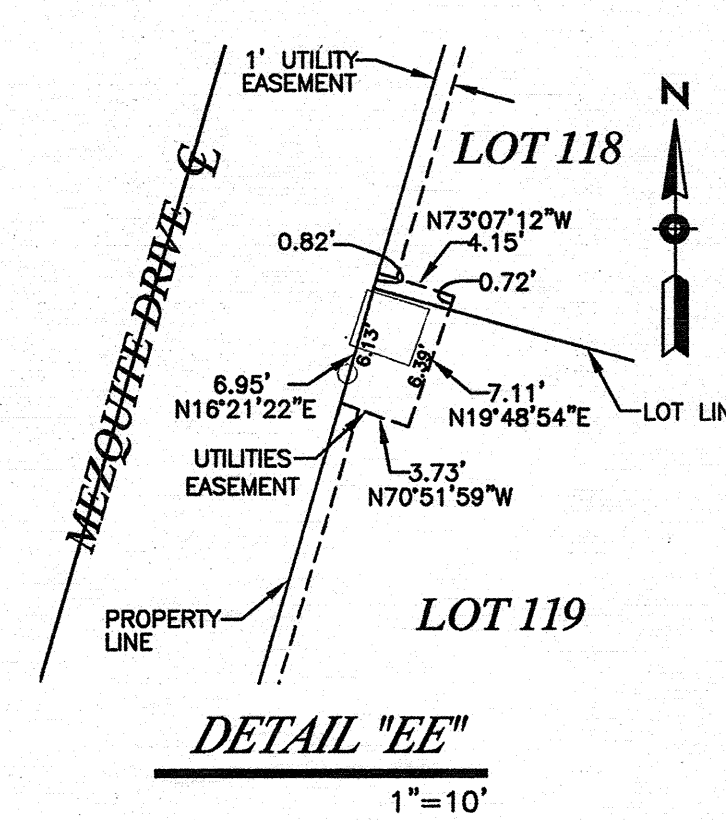 1' UTILITY
EASEMENT
N
LOT 118
MEZQUITE DRIVE ℄
N73°07'12"W
4.15'
0.82'
0.72'
6.13'
6.39'
6.95'
N16°21'22"E
7.11'
N19°48'54"E
LOT LIN
UTILITIES
EASEMENT
3.73'
N70°51'59"W
PROPERTY
LINE
LOT 119
DETAIL "EE"
1"=10'